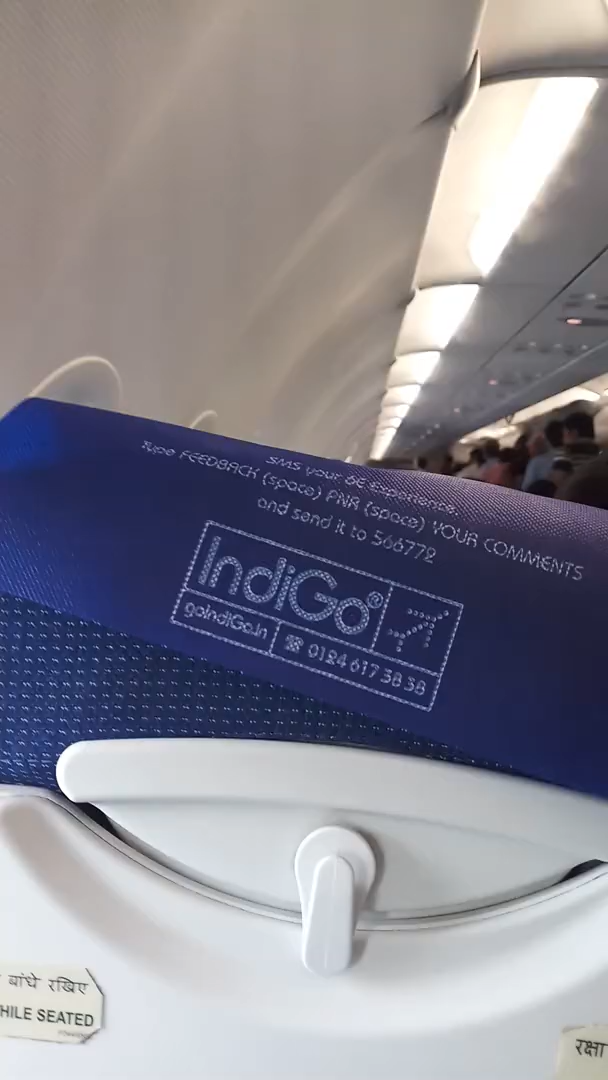 SMS your 6E Experience.
Type FEEDBACK (space) PNR (space) YOUR COMMENTS
and send it to 566772
IndiGo®
goIndiGo.in
☎ 0124 617 38 38
बांधे रखिए
HILE SEATED
रक्षा